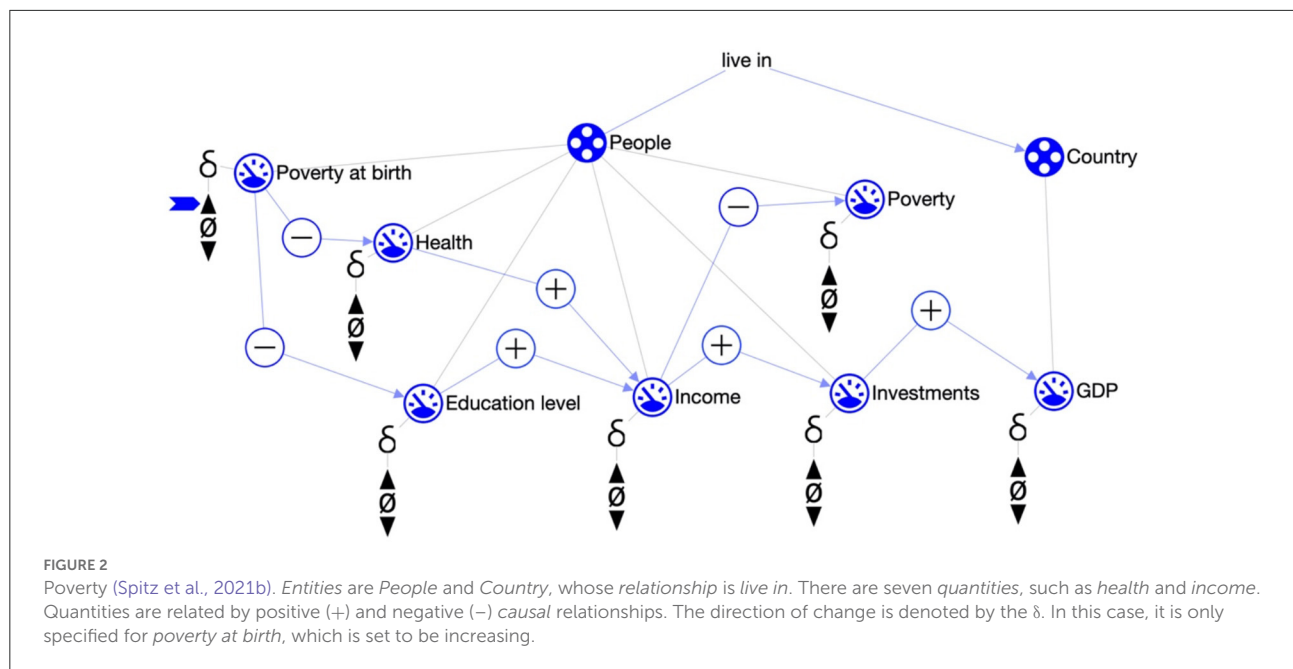 live in
People
Country
δ
Poverty at birth
Poverty
−
Ø
−
Health
δ
δ
+
Ø
Ø
+
−
+
+
Education level
Income
Investments
GDP
δ
δ
δ
δ
Ø
Ø
Ø
Ø
FIGURE 2
Poverty (Spitz et al., 2021b). Entities are People and Country, whose relationship is live in. There are seven quantities, such as health and income.
Quantities are related by positive (+) and negative (−) causal relationships. The direction of change is denoted by the δ. In this case, it is only
specified for poverty at birth, which is set to be increasing.